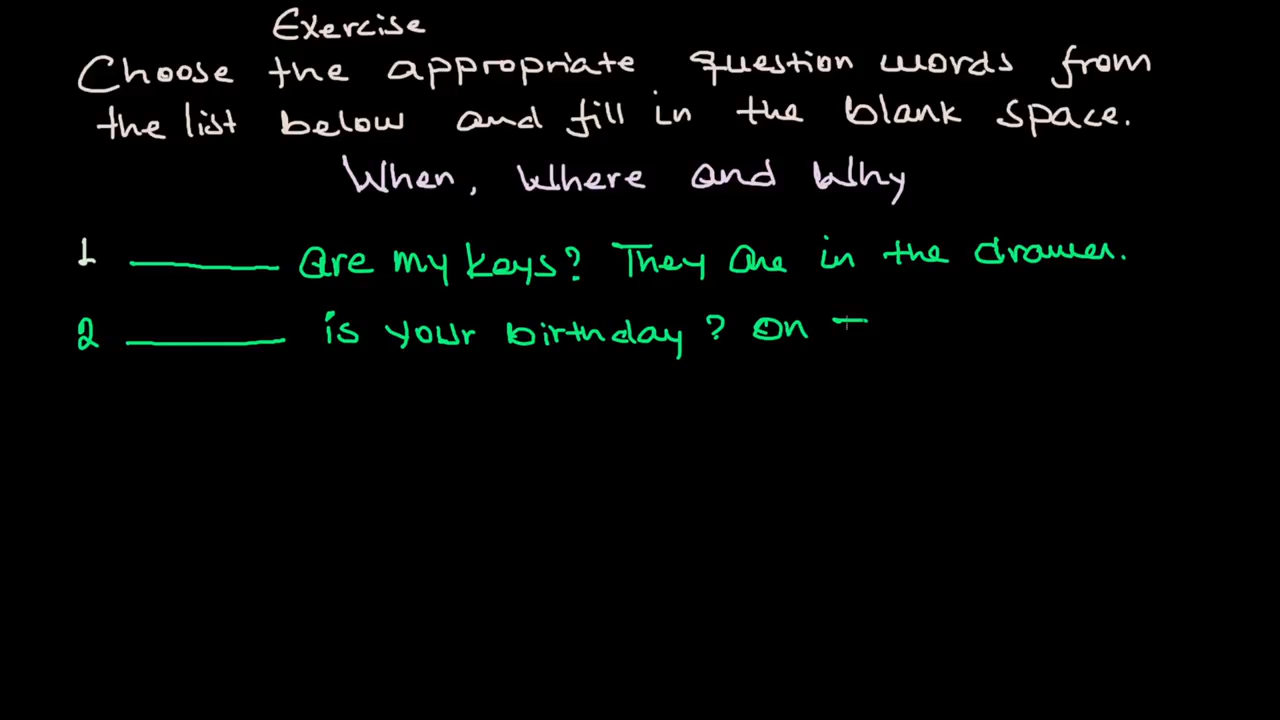 Exercise
Choose the appropriate question words from
the list below and fill in the blank space.
When, Where and Why
1 ______ are my keys? They are in the drawer.
2 ______ is your birthday? On